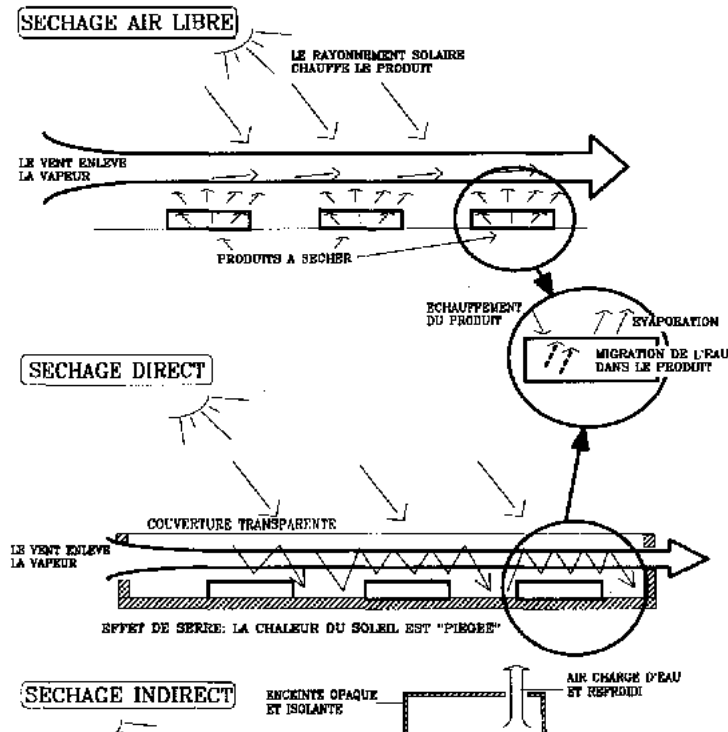 SECHAGE AIR LIBRE
LE RAYONNEMENT SOLAIRE
CHAUFFE LE PRODUIT
LE VENT ENLEVE
LA VAPEUR
PRODUITS A SECHER
ECHAUFFEMENT
DU PRODUIT
EVAPORATION
MIGRATION DE L'EAU
DANS LE PRODUIT
SECHAGE DIRECT
COUVERTURE TRANSPARENTE
LE VENT ENLEVE
LA VAPEUR
EFFET DE SERRE: LA CHALEUR DU SOLEIL EST "PIEGEE"
SECHAGE INDIRECT
ENCEINTE OPAQUE
ET ISOLANTE
AIR CHARGE D'EAU
ET REFROIDI